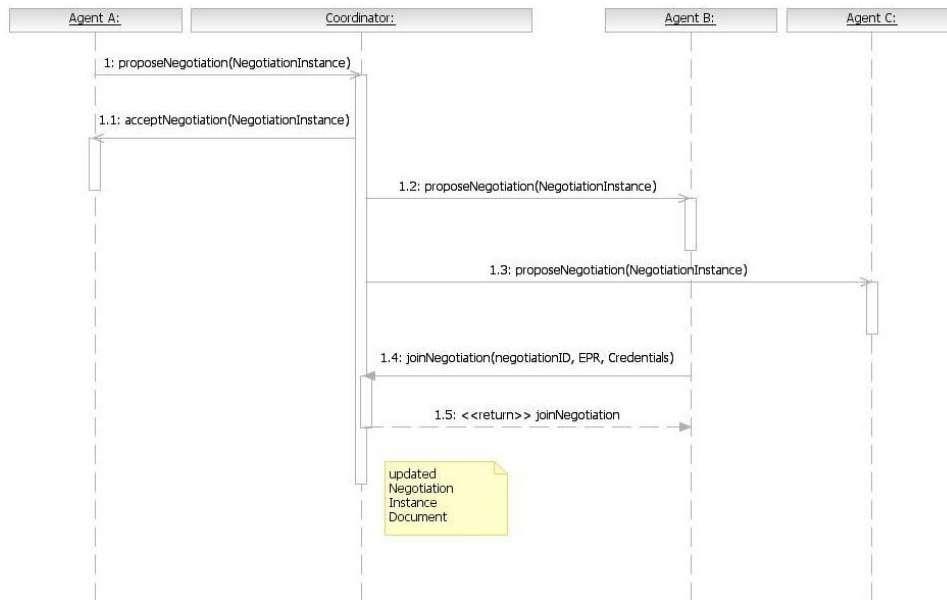 Agent A:
Coordinator:
Agent B:
Agent C:
1: proposeNegotiation(NegotiationInstance)
1.1: acceptNegotiation(NegotiationInstance)
1.2: proposeNegotiation(NegotiationInstance)
1.3: proposeNegotiation(NegotiationInstance)
1.4: joinNegotiation(negotiationID, EPR, Credentials)
1.5: <<return>> joinNegotiation
updated
Negotiation
Instance
Document